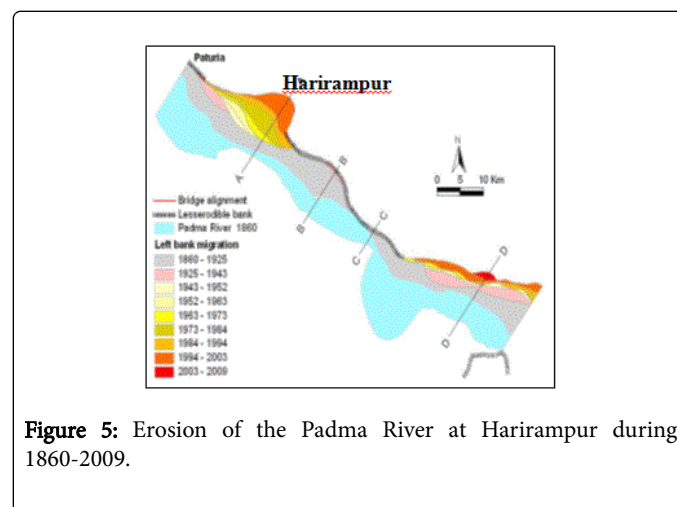 Paturia
Harirampur
A
A
B
B
C
C
D
D
N
0 5 10 Km
Bridge alignment
Lesserodible bank
Padma River 1860
Left bank migration
1860 - 1925
1925 - 1943
1943 - 1952
1952 - 1963
1963 - 1973
1973 - 1984
1984 - 1994
1994 - 2003
2003 - 2009
Figure 5: Erosion of the Padma River at Harirampur during
1860-2009.